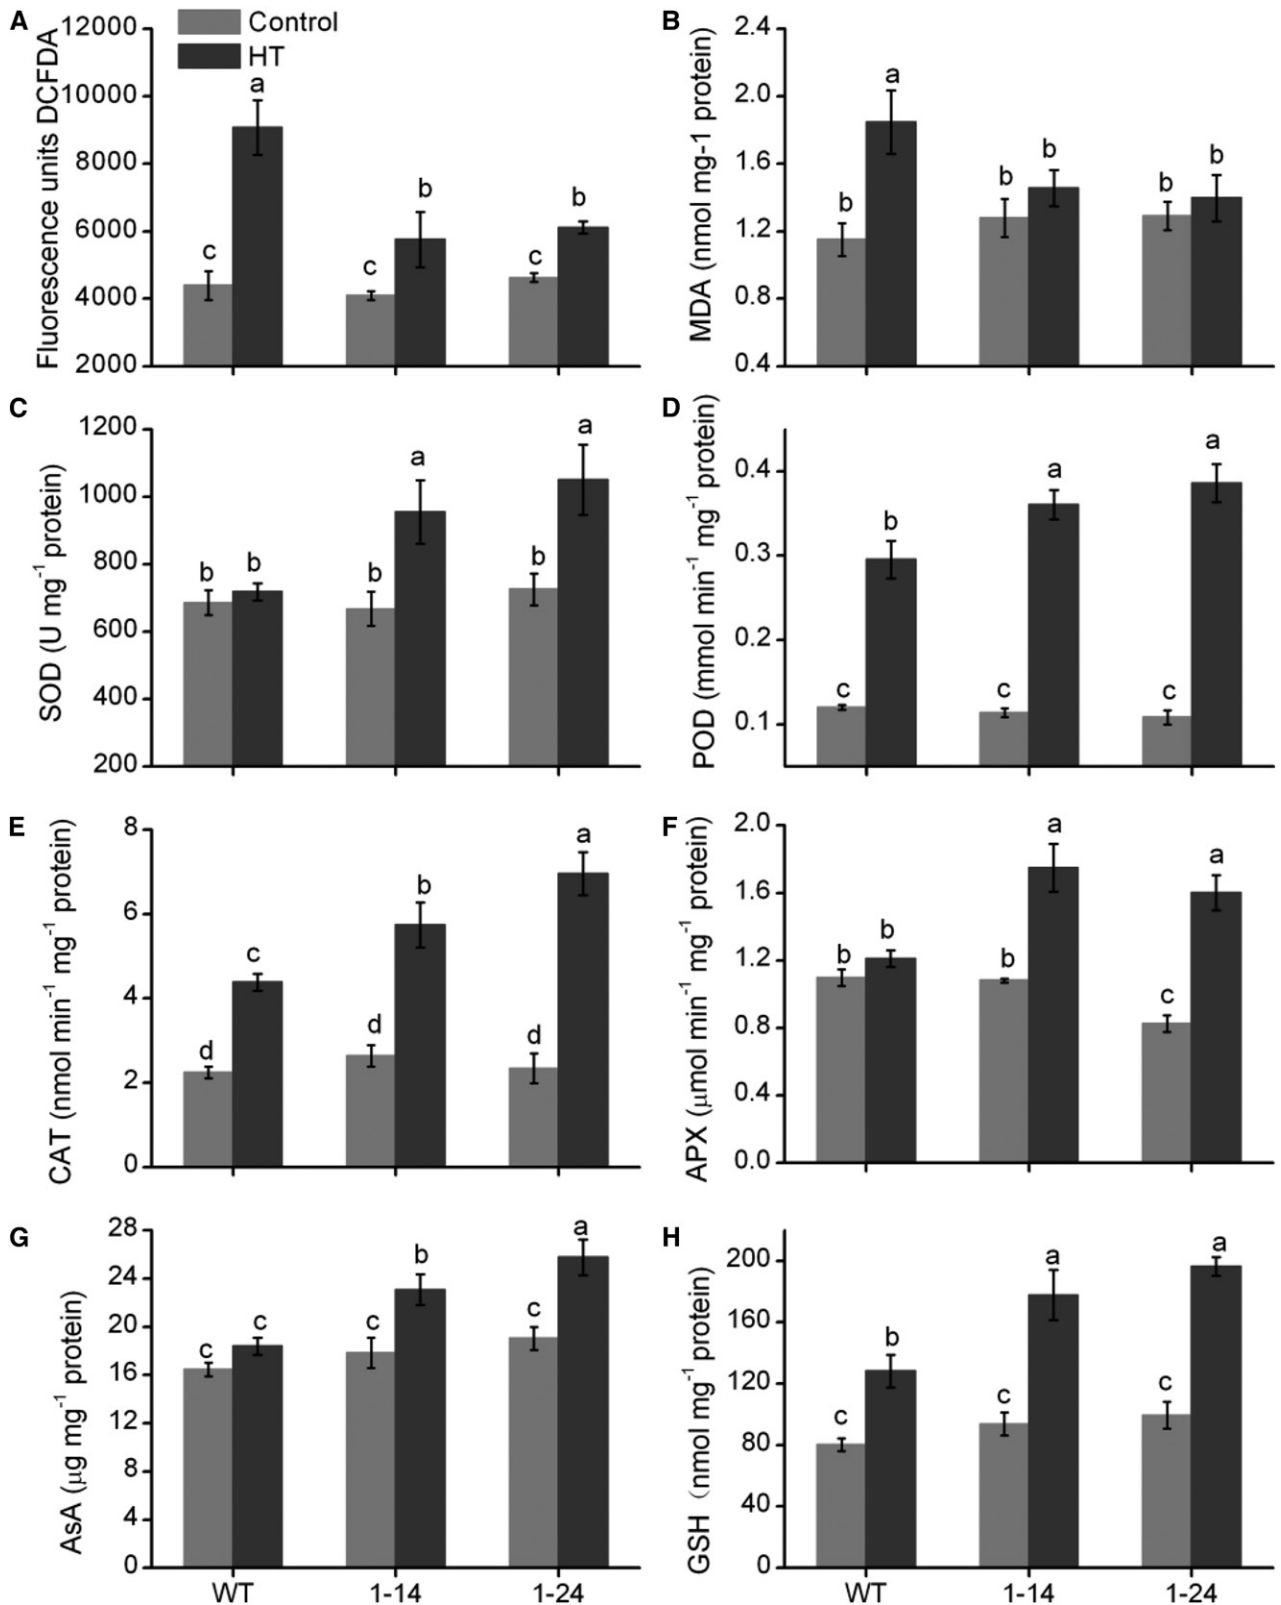 A
Fluorescence units DCFDA
12000
10000
8000
6000
4000
2000
Control
HT
c
a
c
b
c
b
B
MDA (nmol mg-1 protein)
2.4
2.0
1.6
1.2
0.8
0.4
b
a
b
b
b
b
C
SOD (U mg⁻¹ protein)
1200
1000
800
600
400
200
b
b
b
a
b
a
D
POD (mmol min⁻¹ mg⁻¹ protein)
0.4
0.3
0.2
0.1
c
b
c
a
c
a
E
CAT (nmol min⁻¹ mg⁻¹ protein)
8
6
4
2
0
d
c
d
b
d
a
F
APX (μmol min⁻¹ mg⁻¹ protein)
2.0
1.6
1.2
0.8
0.4
0.0
b
b
b
a
c
a
G
AsA (μg mg⁻¹ protein)
28
24
20
16
12
8
4
0
c
c
c
b
c
a
WT
1-14
1-24
H
GSH (nmol mg⁻¹ protein)
200
160
120
80
40
0
c
b
c
a
c
a
WT
1-14
1-24